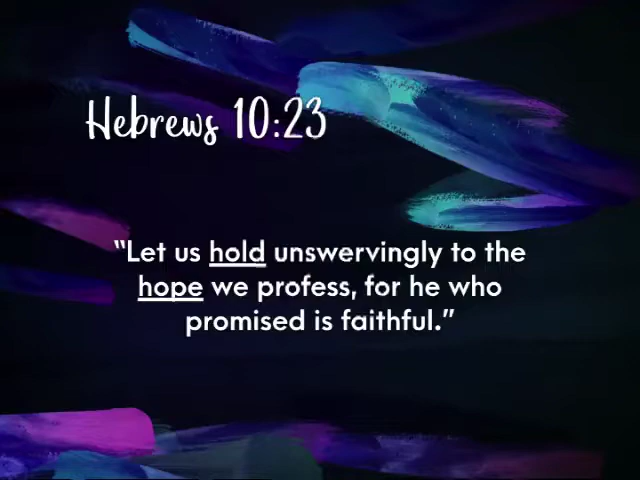 Hebrews 10:23
“Let us hold unswervingly to the
hope we profess, for he who
promised is faithful.”